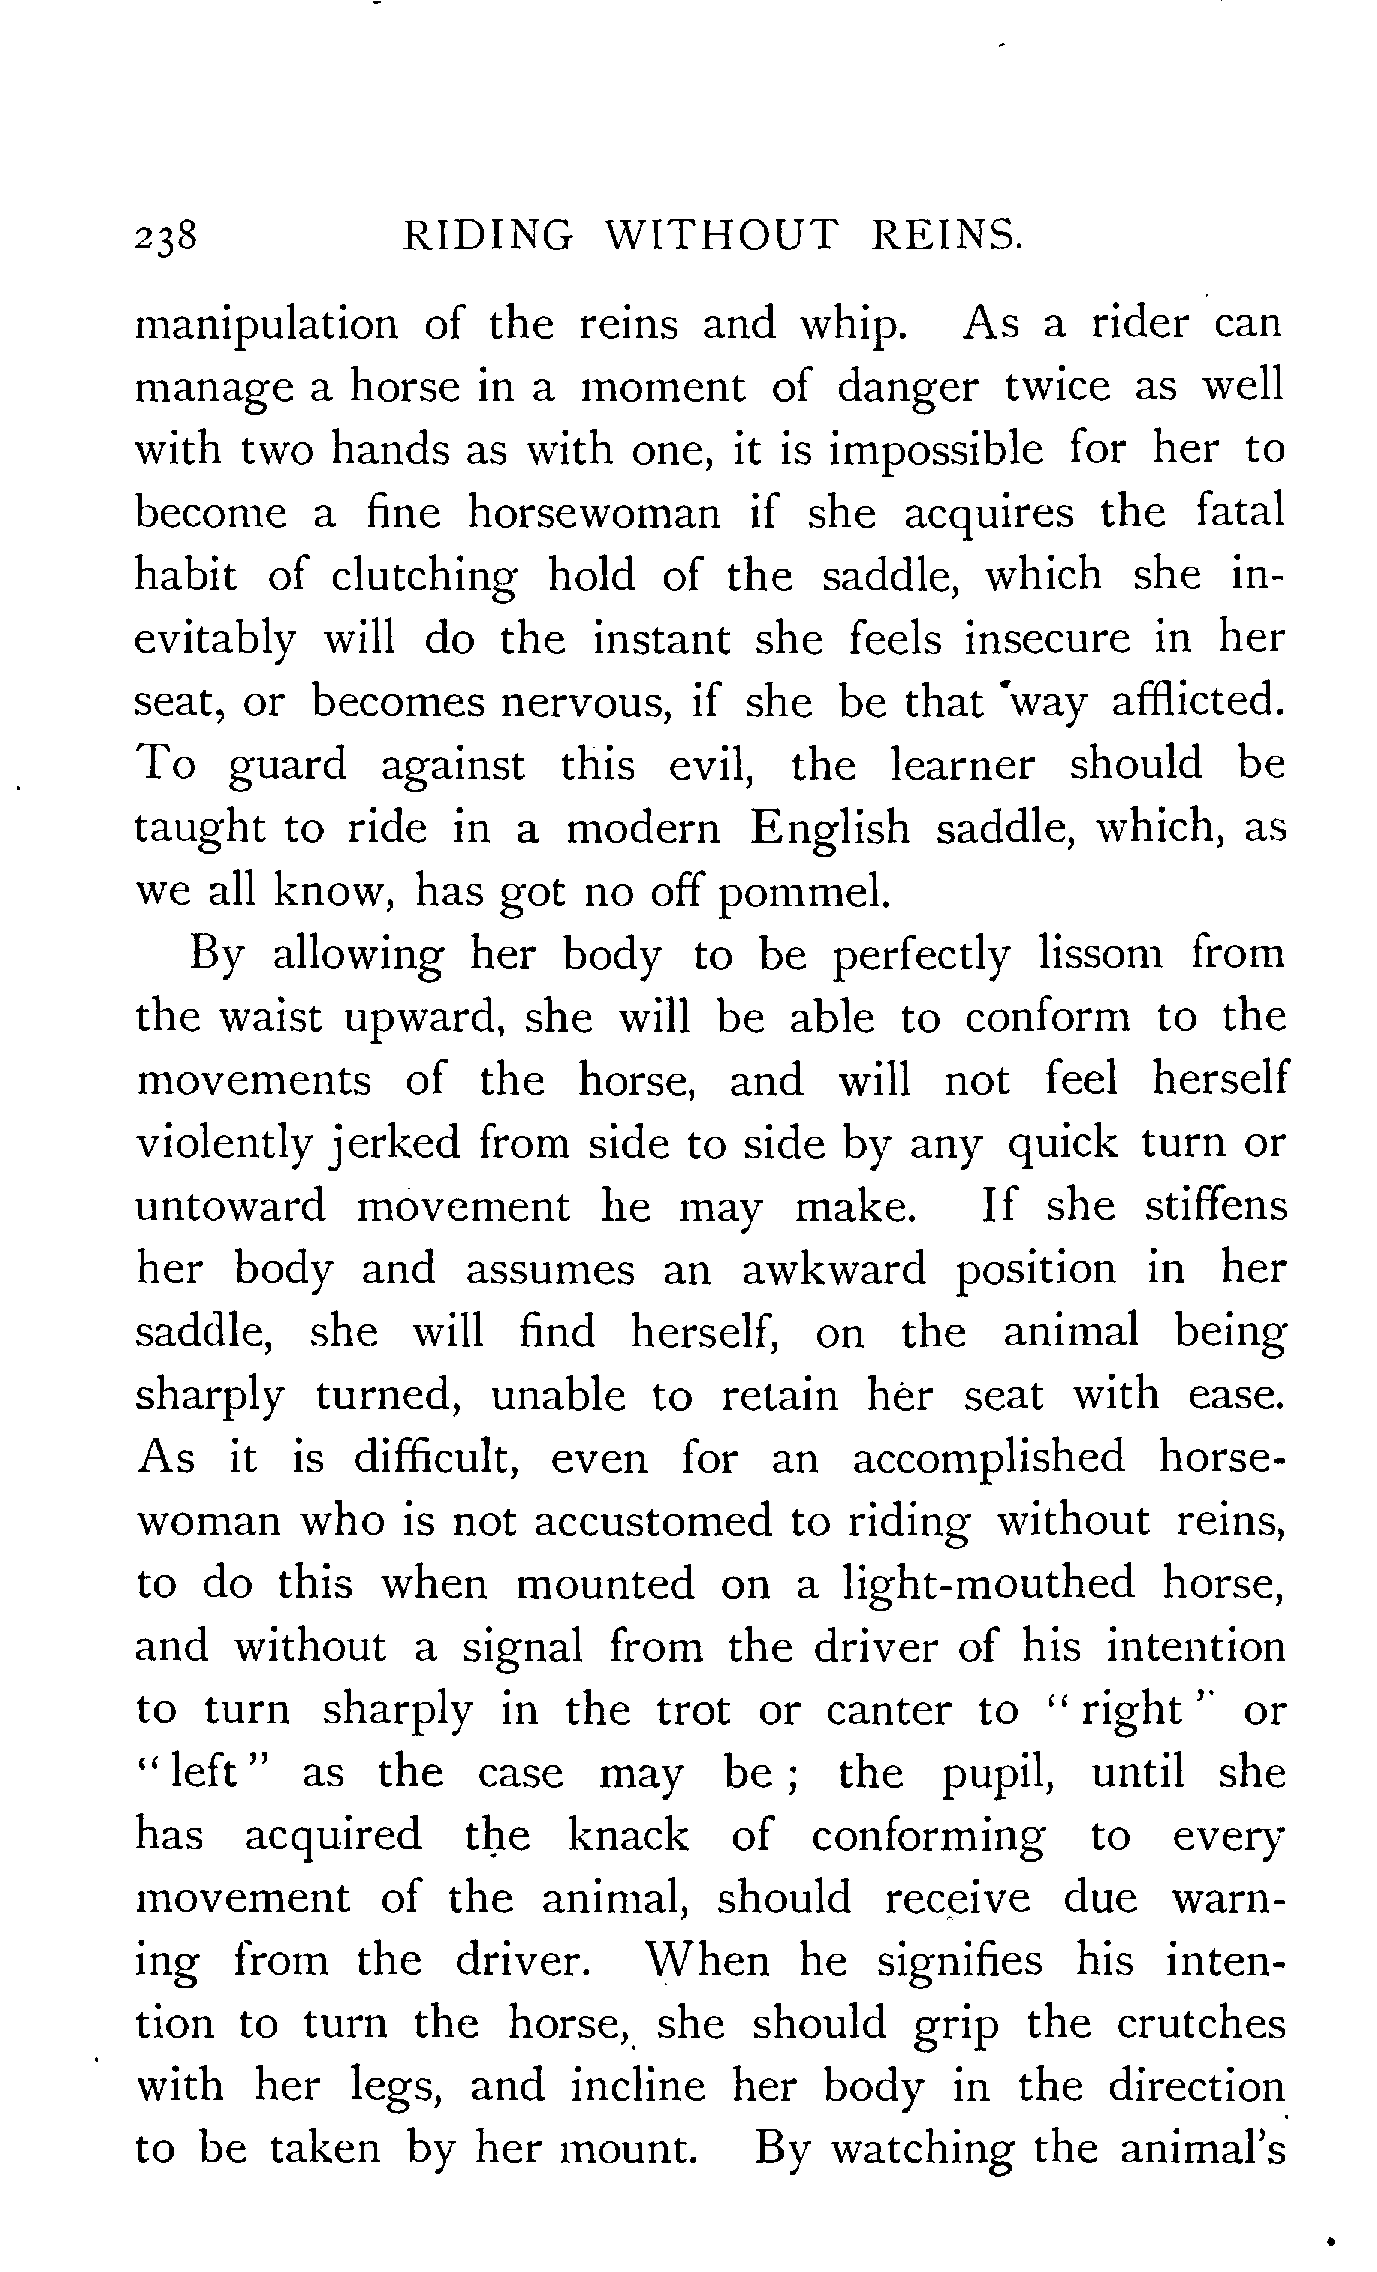 238 RIDING WITHOUT REINS.
manipulation of the reins and whip. As a rider can
manage a horse in a moment of danger twice as well
with two hands as with one, it is impossible for her to
become a fine horsewoman if she acquires the fatal
habit of clutching hold of the saddle, which she in-
evitably will do the instant she feels insecure in her
seat, or becomes nervous, if she be that way afflicted.
To guard against this evil, the learner should be
taught to ride in a modern English saddle, which, as
we all know, has got no off pommel.
By allowing her body to be perfectly lissom from
the waist upward, she will be able to conform to the
movements of the horse, and will not feel herself
violently jerked from side to side by any quick turn or
untoward movement he may make. If she stiffens
her body and assumes an awkward position in her
saddle, she will find herself, on the animal being
sharply turned, unable to retain her seat with ease.
As it is difficult, even for an accomplished horse-
woman who is not accustomed to riding without reins,
to do this when mounted on a light-mouthed horse,
and without a signal from the driver of his intention
to turn sharply in the trot or canter to "right" or
"left" as the case may be; the pupil, until she
has acquired the knack of conforming to every
movement of the animal, should receive due warn-
ing from the driver. When he signifies his inten-
tion to turn the horse, she should grip the crutches
with her legs, and incline her body in the direction
to be taken by her mount. By watching the animal's